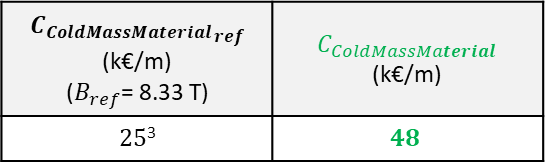 C_ColdMassMaterial_ref
(k€/m)
(B_ref = 8.33 T)
C_ColdMassMaterial
(k€/m)
25³
48